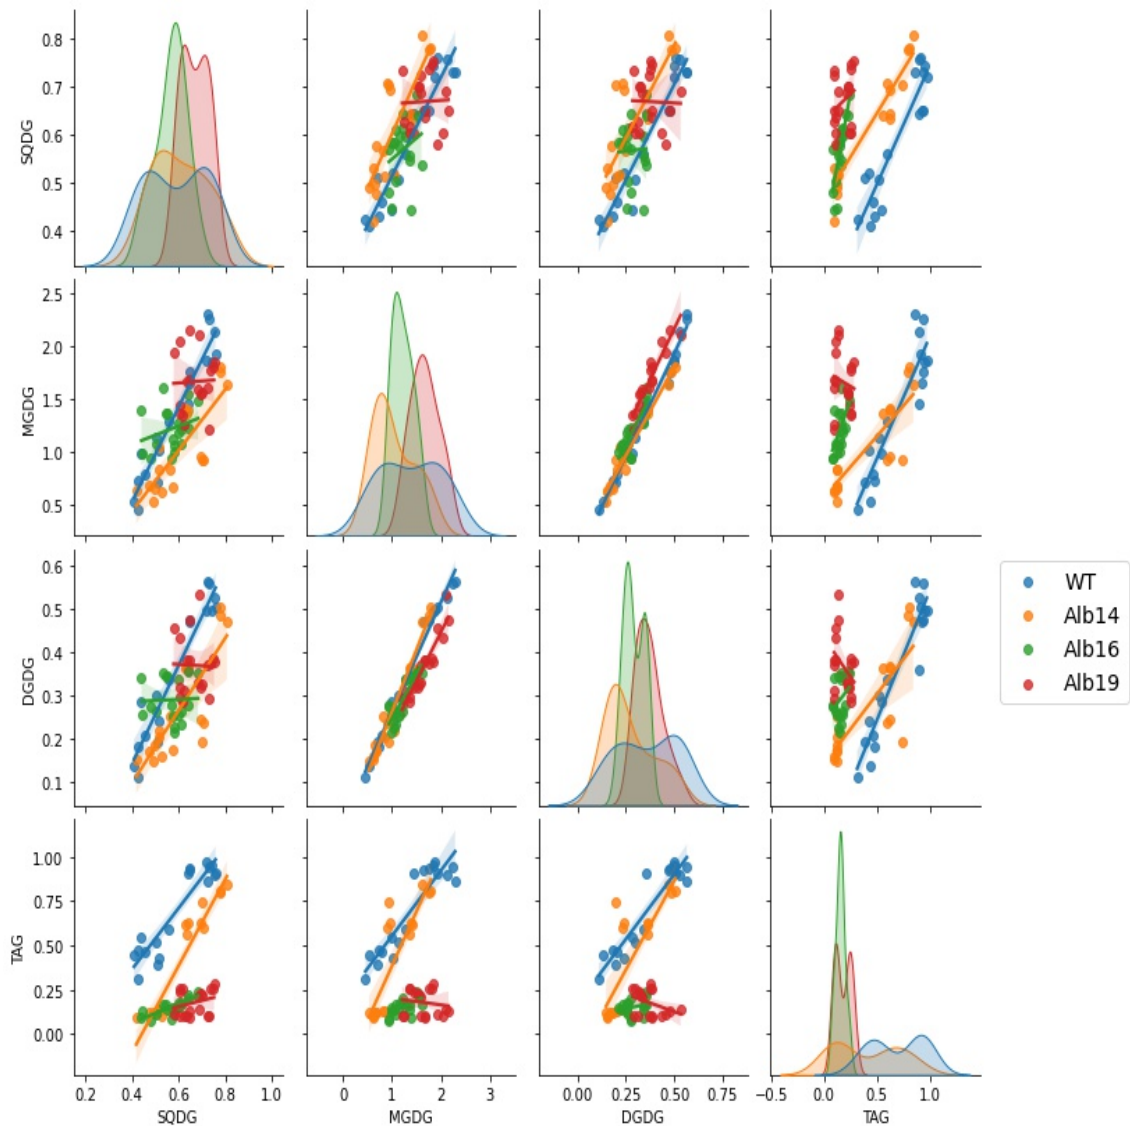 0.8
0.7
0.6
0.5
0.4
SQDG
2.5
2.0
1.5
1.0
0.5
MGDG
0.6
0.5
0.4
0.3
0.2
0.1
DGDG
WT
Alb14
Alb16
Alb19
1.00
0.75
0.50
0.25
0.00
TAG
0.2 0.4 0.6 0.8 1.0
0 1 2 3
0.00 0.25 0.50 0.75
−0.5 0.0 0.5 1.0
SQDG MGDG DGDG TAG